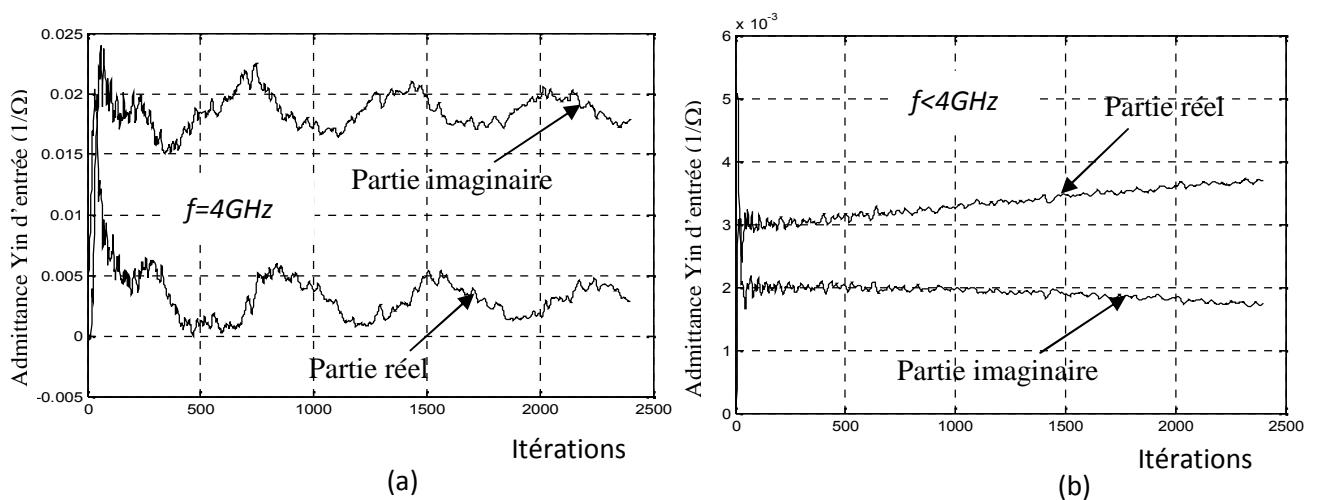 Admittance Yin d'entrée (1/Ω)
0.025
0.02
0.015
0.01
0.005
0
-0.005
f=4GHz
Partie imaginaire
Partie réel
0 500 1000 1500 2000 2500
Itérations
(a)
Admittance Yin d'entrée (1/Ω)
x 10⁻³
6
5
4
3
2
1
0
f<4GHz
Partie réel
Partie imaginaire
0 500 1000 1500 2000 2500
Itérations
(b)